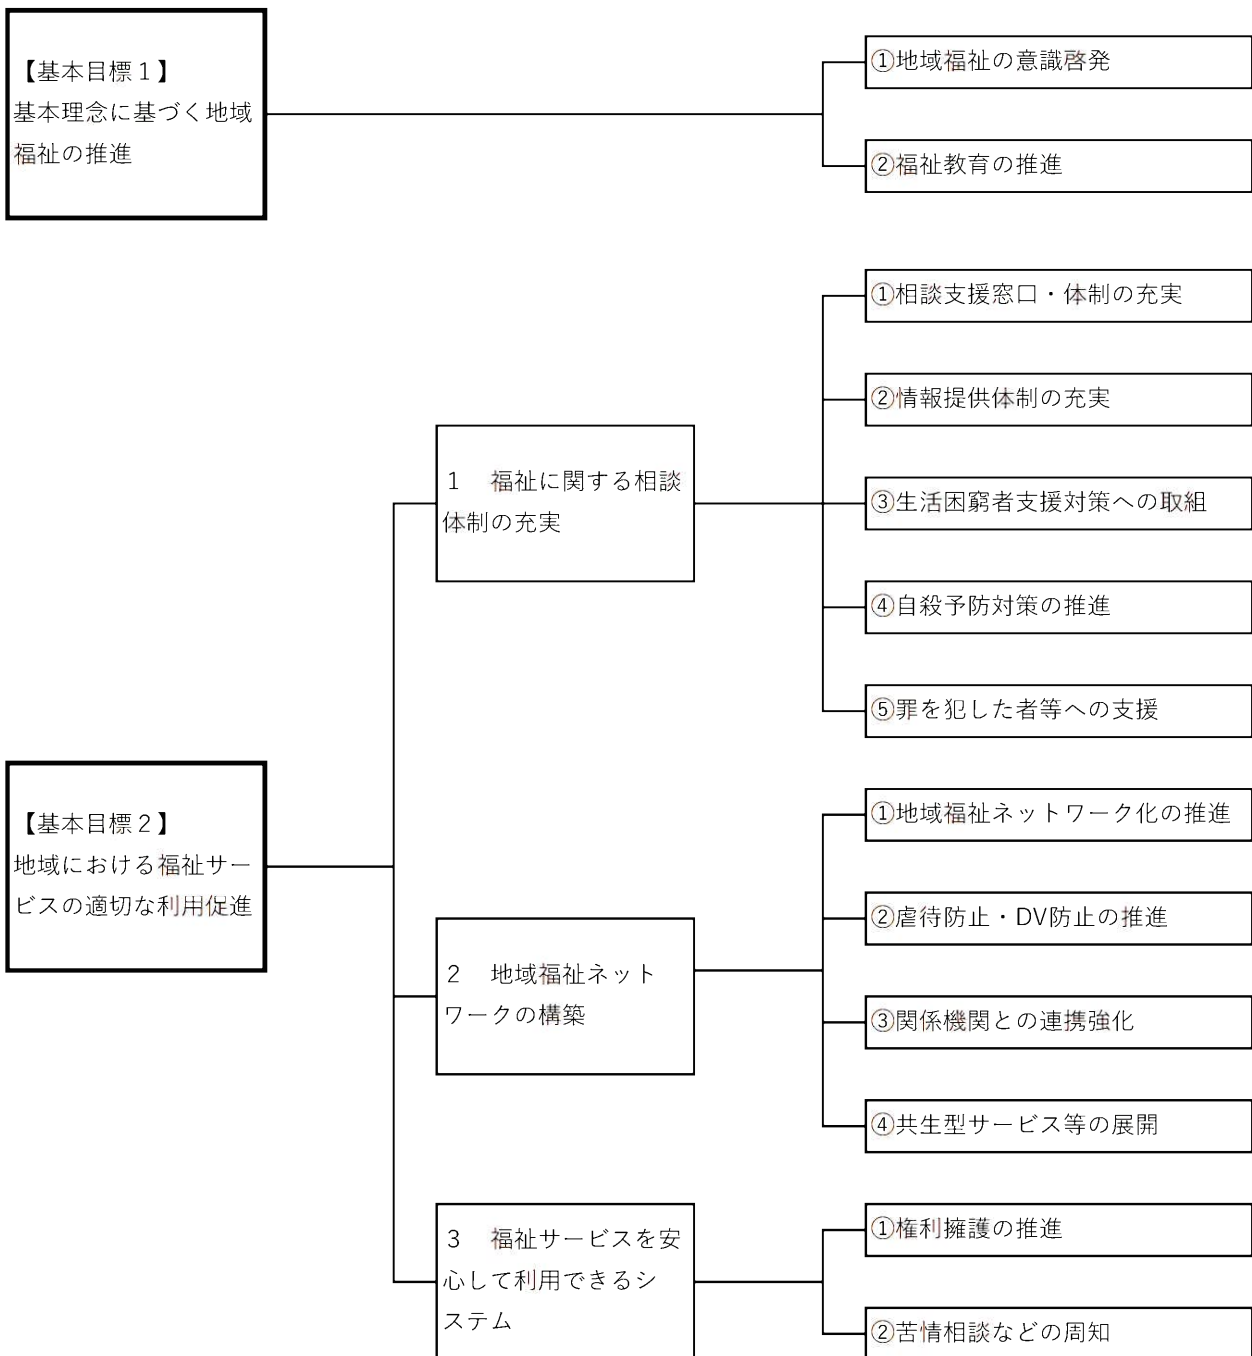 【基本目標１】
基本理念に基づく地域
福祉の推進
①地域福祉の意識啓発
②福祉教育の推進
【基本目標２】
地域における福祉サー
ビスの適切な利用促進
１　福祉に関する相談
体制の充実
①相談支援窓口・体制の充実
②情報提供体制の充実
③生活困窮者支援対策への取組
④自殺予防対策の推進
⑤罪を犯した者等への支援
２　地域福祉ネット
ワークの構築
①地域福祉ネットワーク化の推進
②虐待防止・DV防止の推進
③関係機関との連携強化
④共生型サービス等の展開
３　福祉サービスを安
心して利用できるシ
ステム
①権利擁護の推進
②苦情相談などの周知